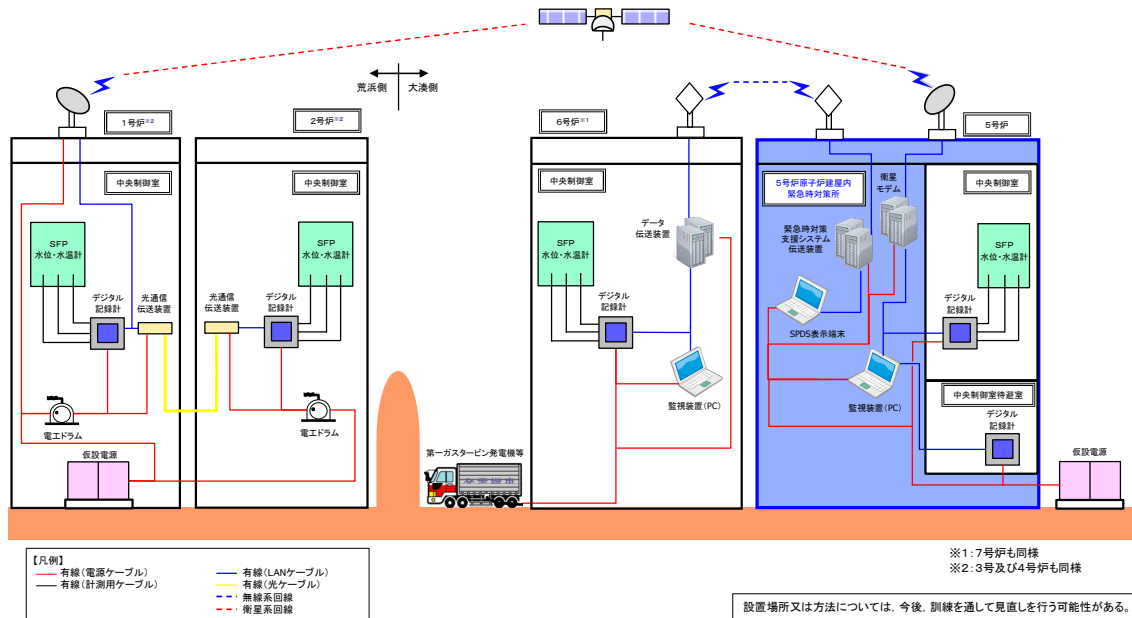 荒浜側
大湊側
1号炉※2
2号炉※2
6号炉※1
5号炉
中央制御室
中央制御室
中央制御室
5号炉原子炉建屋内
緊急時対策所
衛星
モデム
中央制御室
SFP
水位・水温計
SFP
水位・水温計
SFP
水位・水温計
SFP
水位・水温計
データ
伝送装置
緊急時対策
支援システム
伝送装置
デジタル
記録計
光通信
伝送装置
光通信
伝送装置
デジタル
記録計
デジタル
記録計
デジタル
記録計
SPDS表示端末
監視装置(PC)
監視装置(PC)
中央制御室待避室
デジタル
記録計
電工ドラム
電工ドラム
仮設電源
第一ガスタービン発電機等
仮設電源
【凡例】
有線(電源ケーブル)
有線(計測用ケーブル)
有線(LANケーブル)
有線(光ケーブル)
無線系回線
衛星系回線
※1:7号炉も同様
※2:3号及び4号炉も同様
設置場所又は方法については、今後、訓練を通して見直しを行う可能性がある。